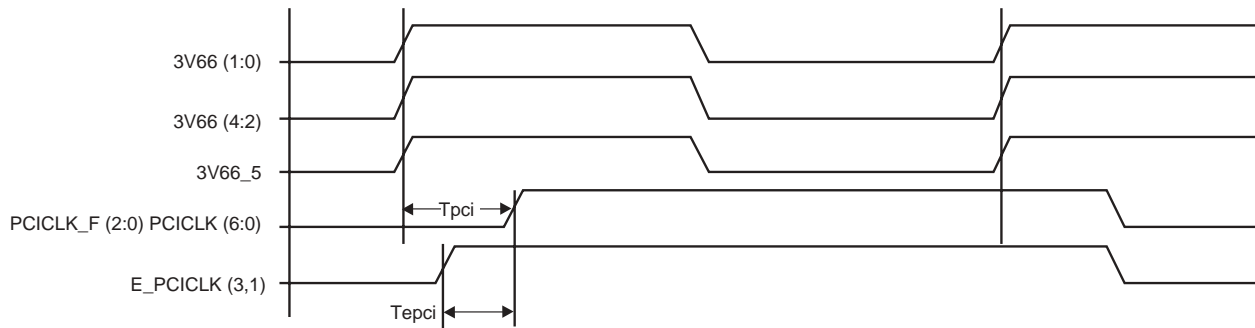 3V66 (1:0)
3V66 (4:2)
3V66_5
Tpci
PCICLK_F (2:0) PCICLK (6:0)
E_PCICLK (3,1)
Tepci